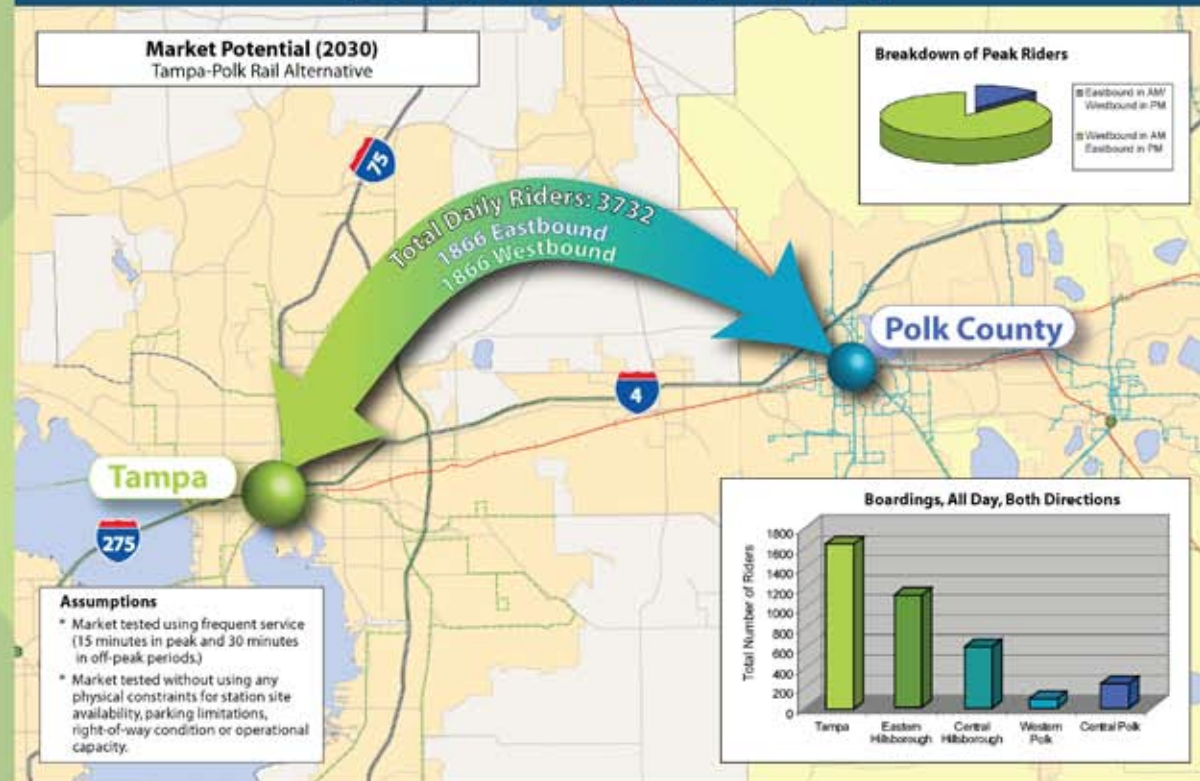 Market Potential (2030)
Tampa-Polk Rail Alternative
Breakdown of Peak Riders
Eastbound in AM/
Westbound in PM
Westbound in AM
Eastbound in PM
75
Total Daily Riders: 3732
1866 Eastbound
1866 Westbound
Polk County
4
Tampa
275
Assumptions
* Market tested using frequent service
(15 minutes in peak and 30 minutes
in off-peak periods.)
* Market tested without using any
physical constraints for station site
availability, parking limitations,
right-of-way condition or operational
capacity.
Boardings, All Day, Both Directions
Total Number of Riders
1800
1600
1400
1200
1000
800
600
400
200
0
Tampa
Eastern
Hillsborough
Central
Hillsborough
Western
Polk
Central Polk